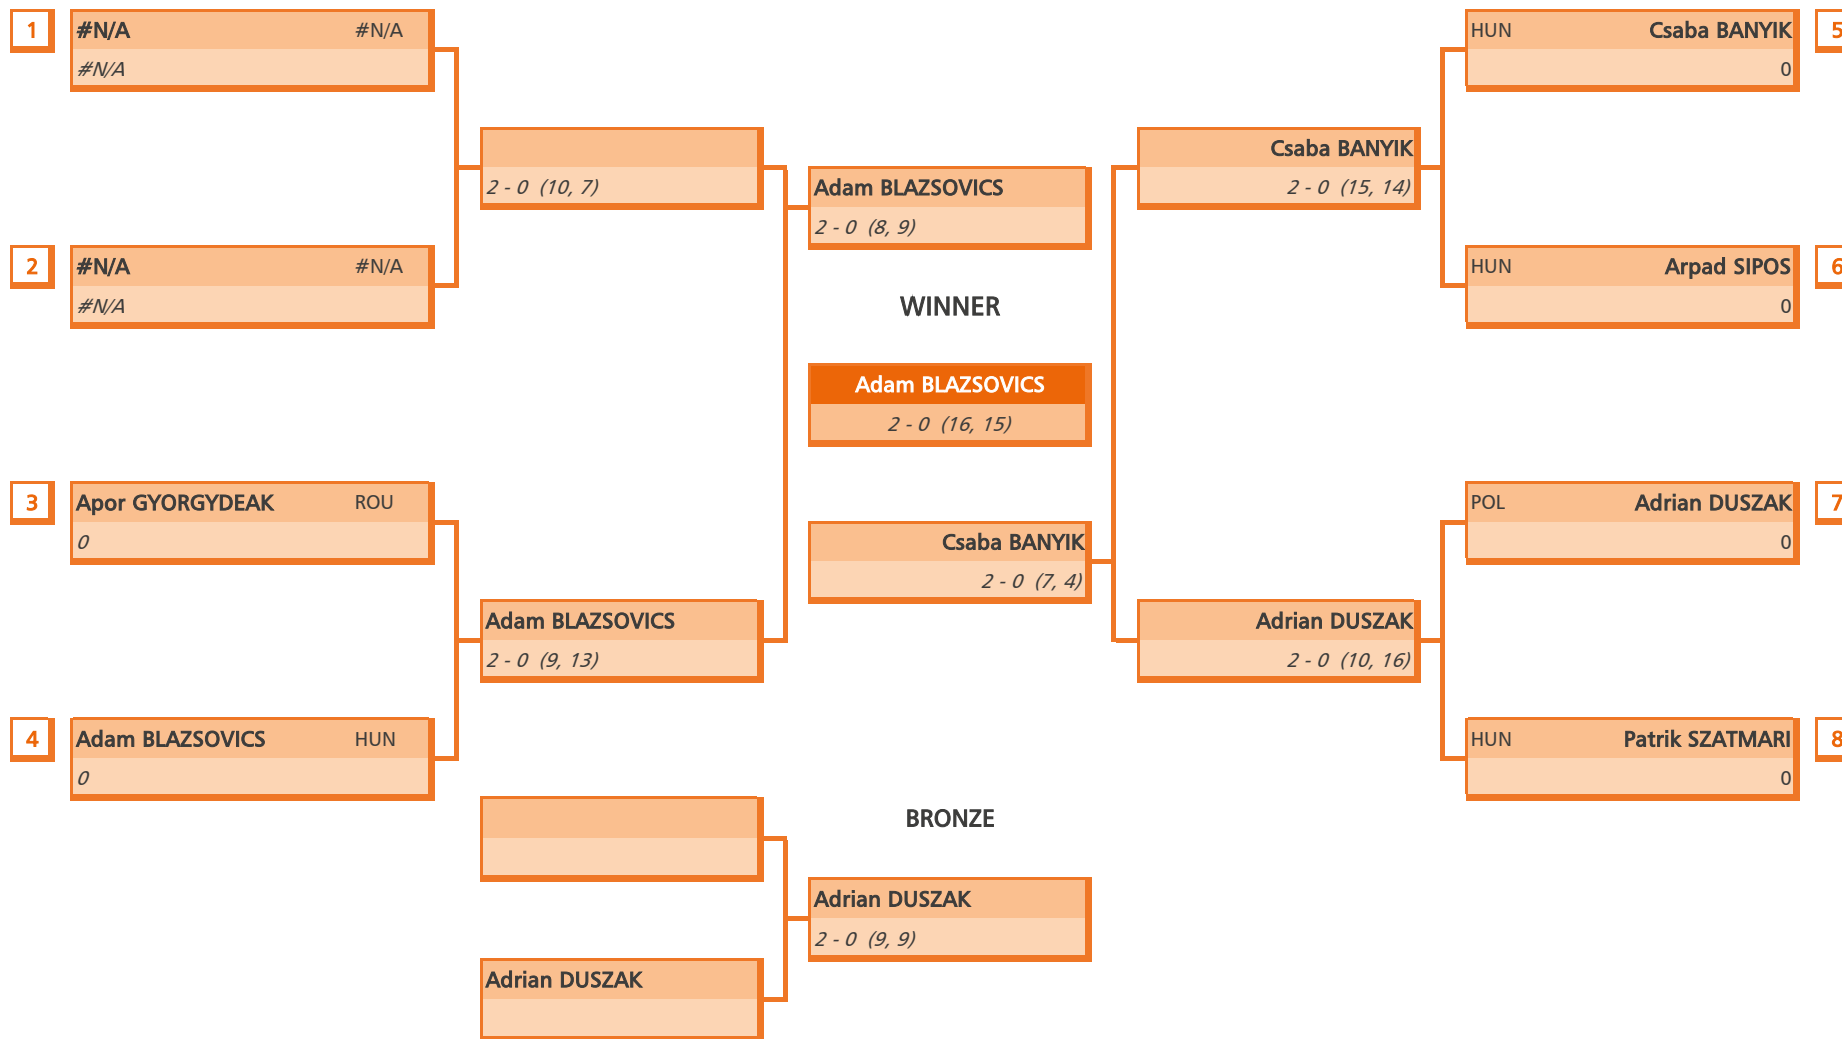 1
#N/A #N/A
#N/A
2
#N/A #N/A
#N/A
3
Apor GYORGYDEAK ROU
0
4
Adam BLAZSOVICS HUN
0
2 - 0 (10, 7)
Adam BLAZSOVICS
2 - 0 (9, 13)
Adam BLAZSOVICS
2 - 0 (8, 9)
WINNER
Adam BLAZSOVICS
2 - 0 (16, 15)
Csaba BANYIK
2 - 0 (7, 4)
Csaba BANYIK
2 - 0 (15, 14)
Adrian DUSZAK
2 - 0 (10, 16)
HUN Csaba BANYIK
0
5
HUN Arpad SIPOS
0
6
POL Adrian DUSZAK
0
7
HUN Patrik SZATMARI
0
8
BRONZE
Adrian DUSZAK
2 - 0 (9, 9)
Adrian DUSZAK